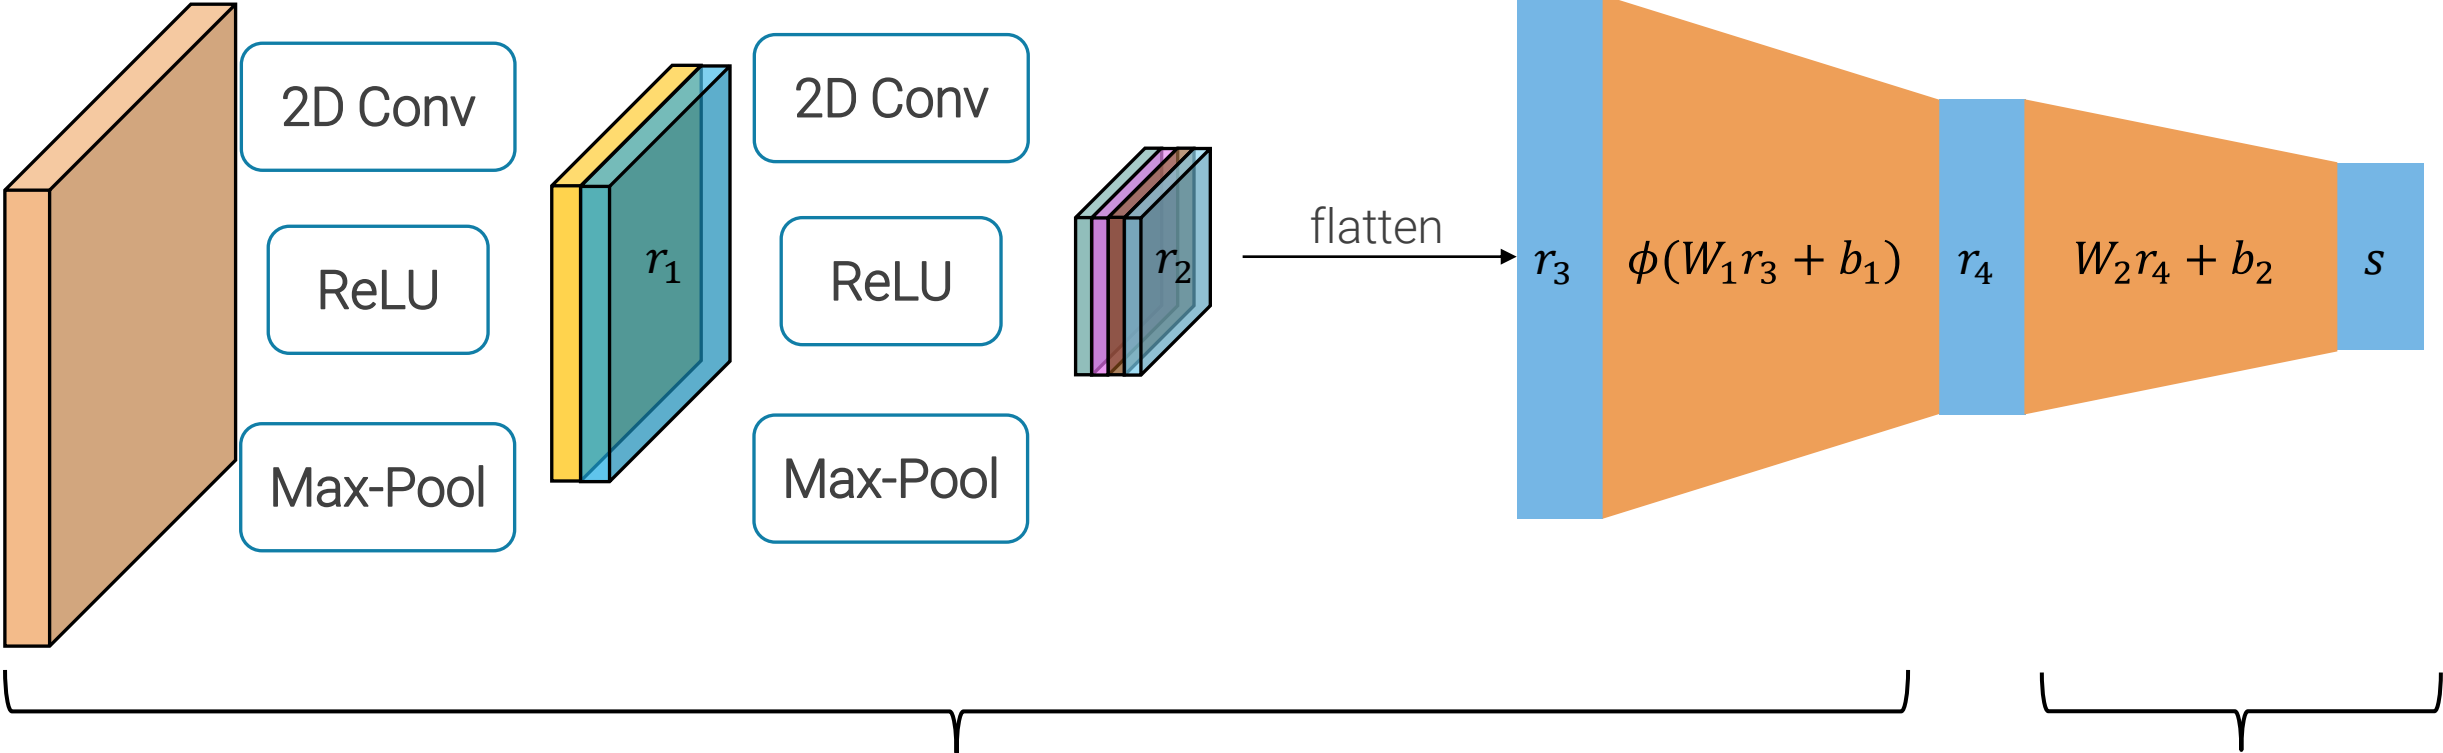 2D Conv
ReLU
Max-Pool
r₁
2D Conv
ReLU
Max-Pool
r₂
flatten
r₃
ϕ(W₁r₃ + b₁)
r₄
W₂r₄ + b₂
s